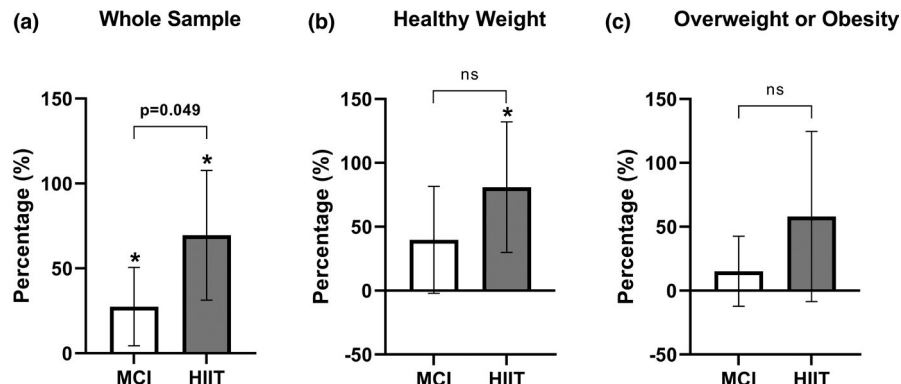 (a) Whole Sample
Percentage (%)
150
100
50
0
p=0.049
*
*
MCI HIIT
(b) Healthy Weight
Percentage (%)
150
100
50
0
-50
ns
*
MCI HIIT
(c) Overweight or Obesity
Percentage (%)
150
100
50
0
-50
ns
MCI HIIT